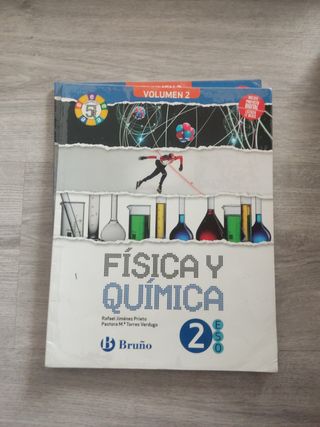 VOLUMEN 2
FÍSICA Y
QUÍMICA
Rafael Jiménez Prieto
Pastora M.ª Torres Verdugo
B Bruño
2 ESO